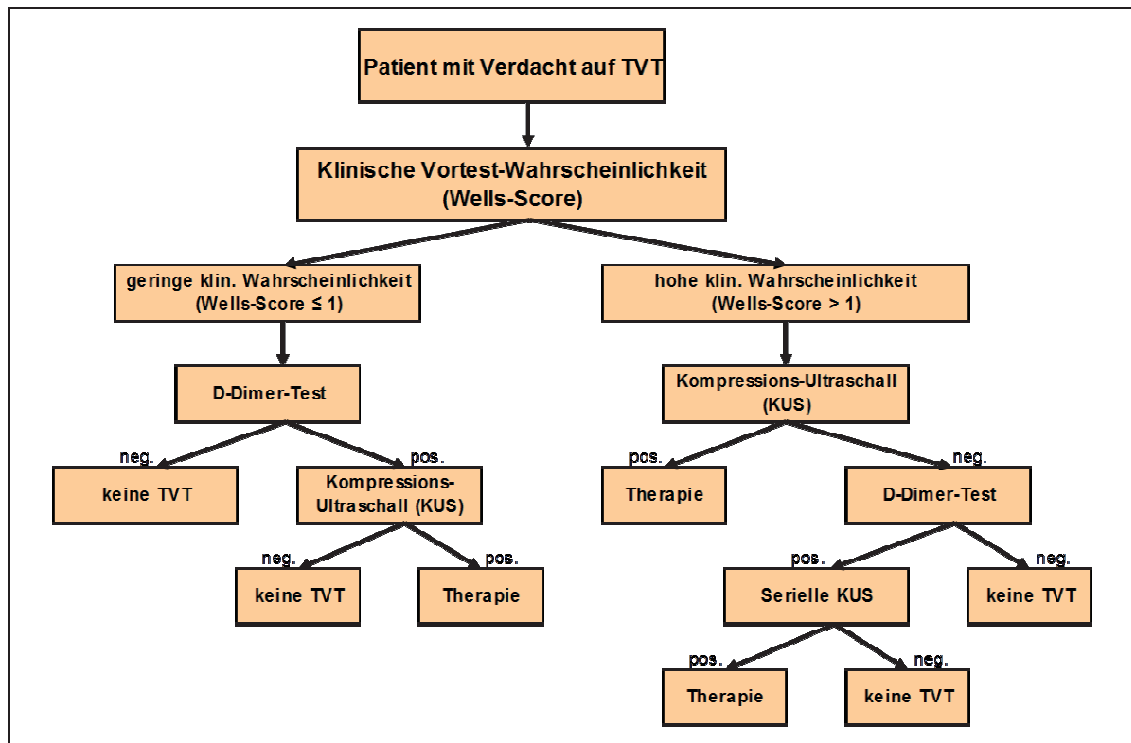 Patient mit Verdacht auf TVT
Klinische Vortest-Wahrscheinlichkeit
(Wells-Score)
geringe klin. Wahrscheinlichkeit
(Wells-Score ≤ 1)
hohe klin. Wahrscheinlichkeit
(Wells-Score > 1)
D-Dimer-Test
Kompressions-Ultraschall
(KUS)
neg.
pos.
pos.
neg.
keine TVT
Kompressions-
Ultraschall (KUS)
Therapie
D-Dimer-Test
neg.
pos.
pos.
neg.
keine TVT
Therapie
Serielle KUS
keine TVT
pos.
neg.
Therapie
keine TVT